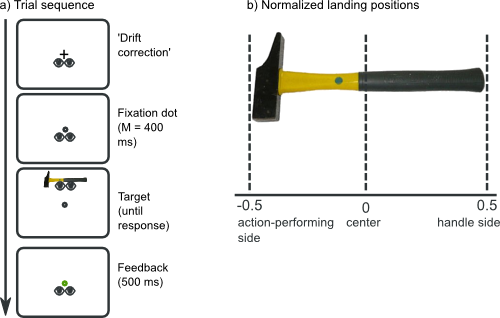 a) Trial sequence
'Drift
correction'
Fixation dot
(M = 400
ms)
Target
(until
response)
Feedback
(500 ms)
b) Normalized landing positions
-0.5
0
0.5
action-performing
side
center
handle side